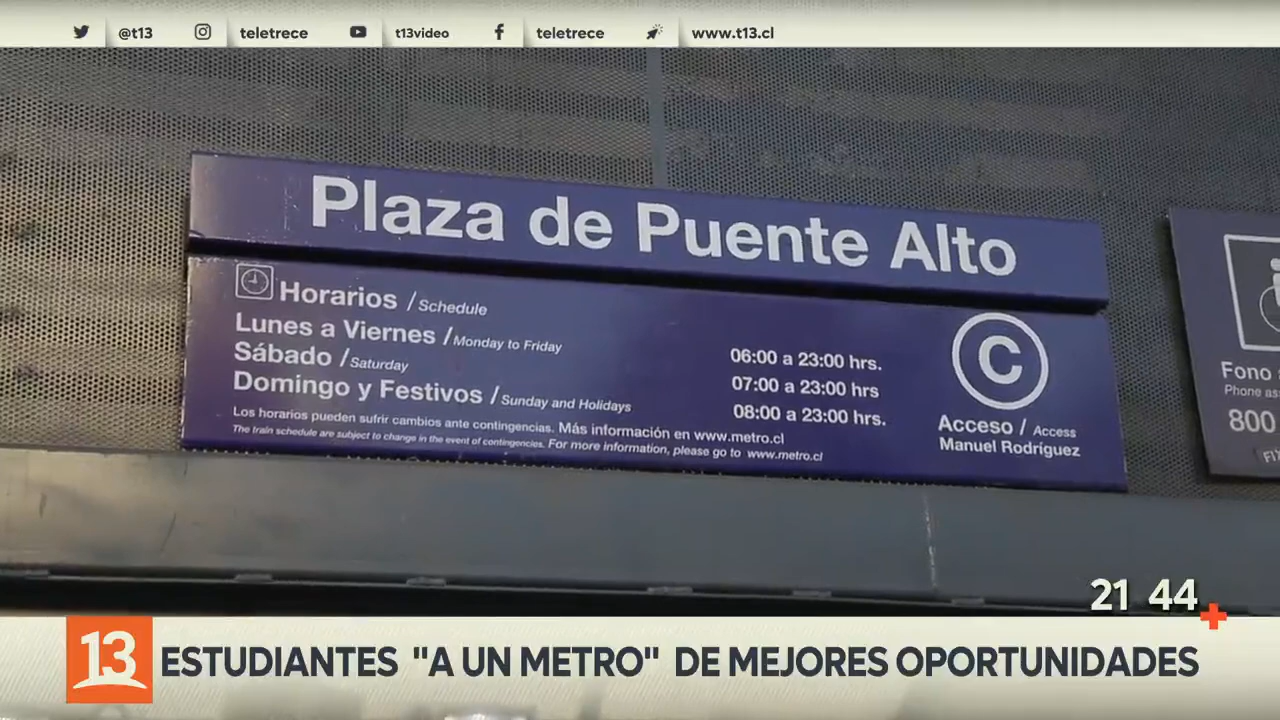 @t13 teletrece t13video teletrece www.t13.cl
Plaza de Puente Alto
Horarios / Schedule
Lunes a Viernes / Monday to Friday 06:00 a 23:00 hrs.
Sábado / Saturday 07:00 a 23:00 hrs
Domingo y Festivos / Sunday and Holidays 08:00 a 23:00 hrs.
Los horarios pueden sufrir cambios ante contingencias. Más información en www.metro.cl
The train schedule are subject to change in the event of contingencies. For more information, please go to www.metro.cl
C
Acceso / Access
Manuel Rodríguez
Fono
Phone
800
21 44
13 ESTUDIANTES "A UN METRO" DE MEJORES OPORTUNIDADES